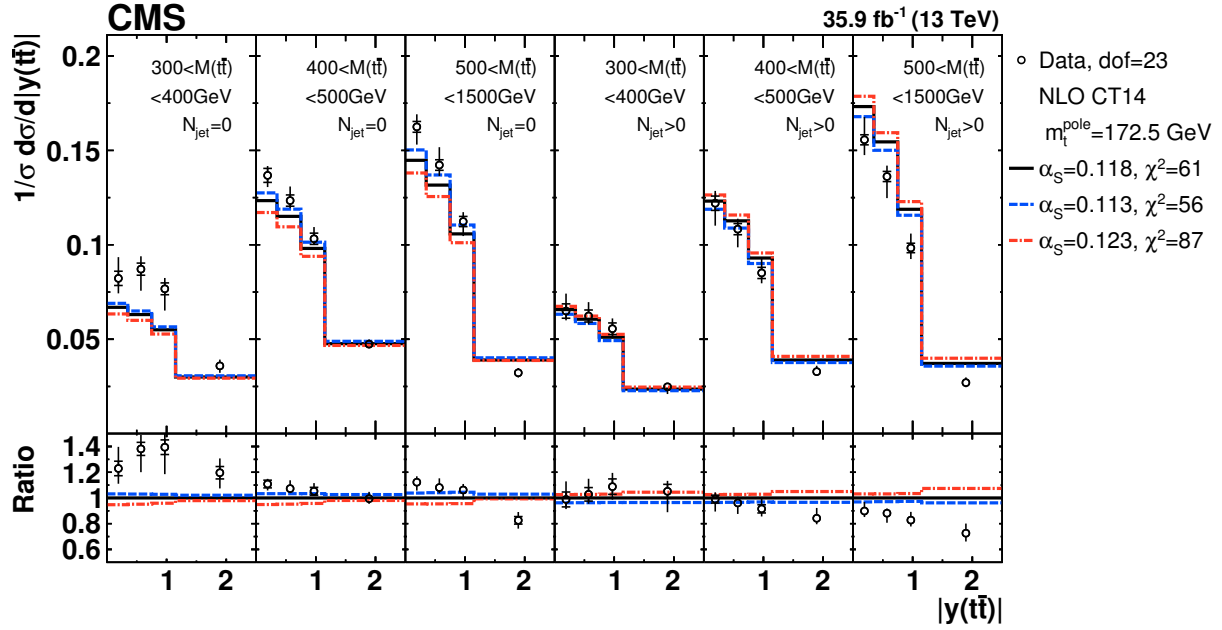 CMS
35.9 fb⁻¹ (13 TeV)
1/σ dσ/d|y(tt̄)|
0.2
0.15
0.1
0.05
300<M(tt̄)
<400GeV
N_jet=0
400<M(tt̄)
<500GeV
N_jet=0
500<M(tt̄)
<1500GeV
N_jet=0
300<M(tt̄)
<400GeV
N_jet>0
400<M(tt̄)
<500GeV
N_jet>0
500<M(tt̄)
<1500GeV
N_jet>0
Data, dof=23
NLO CT14
m_t^pole=172.5 GeV
α_S=0.118, χ²=61
α_S=0.113, χ²=56
α_S=0.123, χ²=87
Ratio
1.4
1.2
1
0.8
0.6
1 2 1 2 1 2 1 2 1 2 1 2
|y(tt̄)|